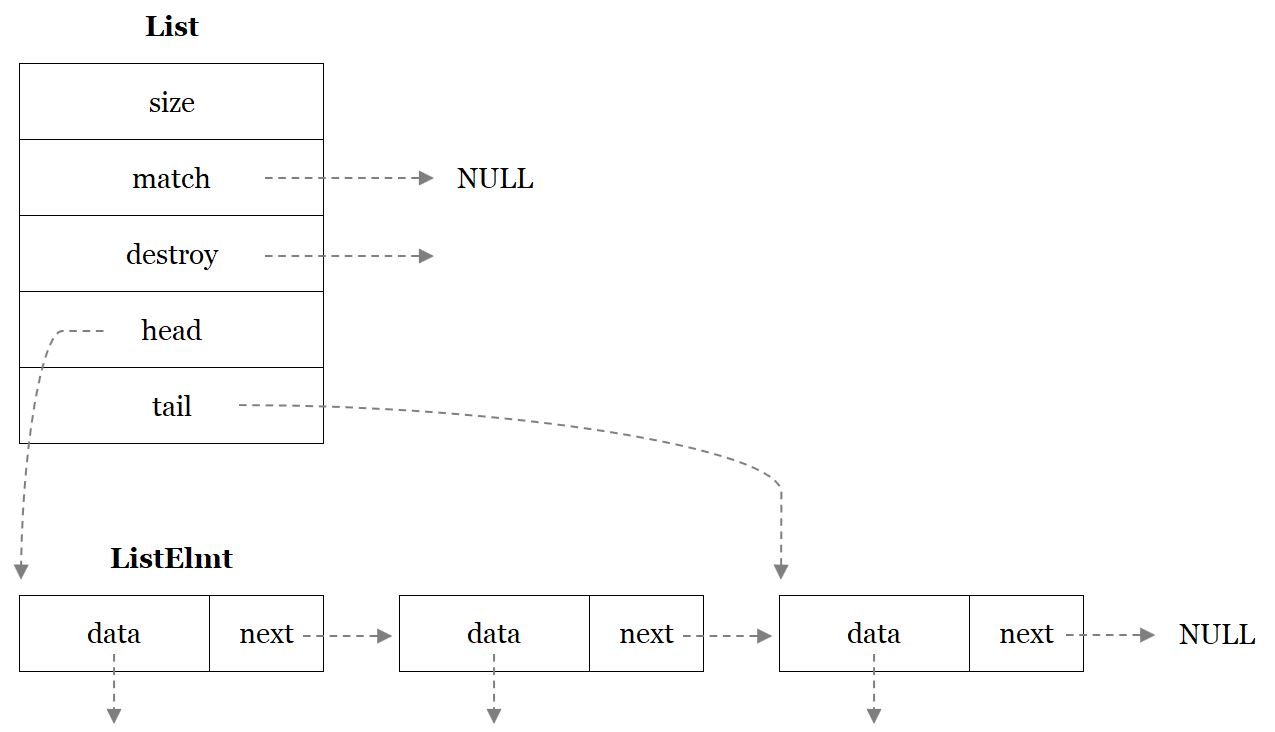 List
size
match NULL
destroy
head
tail
ListElmt
data next data next data next NULL